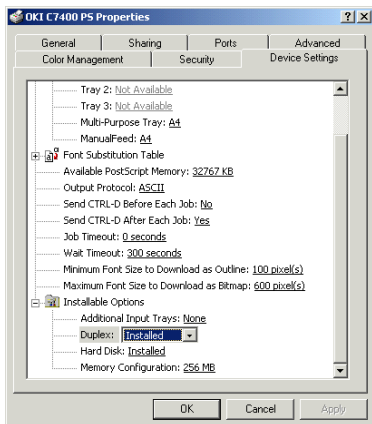 OKI C7400 PS Properties
General Sharing Ports Advanced
Color Management Security Device Settings
Tray 2: Not Available
Tray 3: Not Available
Multi-Purpose Tray: A4
ManualFeed: A4
Font Substitution Table
Available PostScript Memory: 32767 KB
Output Protocol: ASCII
Send CTRL-D Before Each Job: No
Send CTRL-D After Each Job: Yes
Job Timeout: 0 seconds
Wait Timeout: 300 seconds
Minimum Font Size to Download as Outline: 100 pixel(s)
Maximum Font Size to Download as Bitmap: 600 pixel(s)
Installable Options
Additional Input Trays: None
Duplex: Installed
Hard Disk: Installed
Memory Configuration: 256 MB
OK Cancel Apply